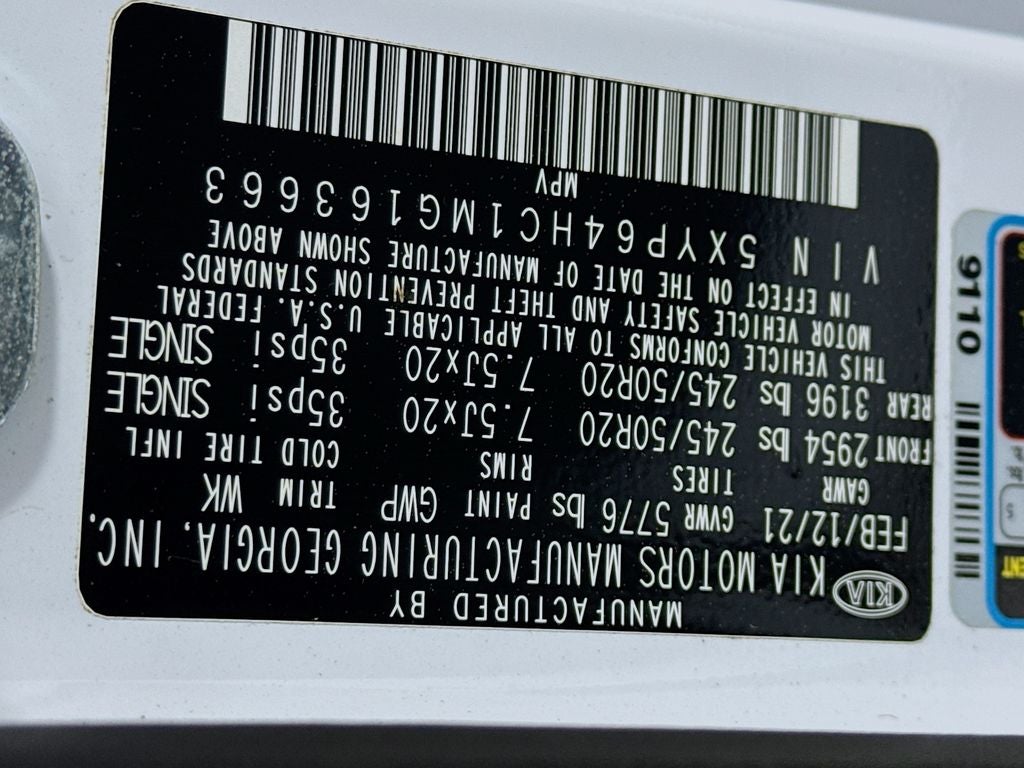 MANUFACTURED BY
KIA KIA MOTORS MANUFACTURING GEORGIA, INC.
FEB/12/21 GVWR 5776 lbs PAINT GWP TRIM WK
GAWR TIRES RIMS COLD TIRE INFL
FRONT 2954 lbs 245/50R20 7.5Jx20 35psi SINGLE
REAR 3196 lbs 245/50R20 7.5Jx20 35psi SINGLE
THIS VEHICLE CONFORMS TO ALL APPLICABLE U.S.A. FEDERAL
MOTOR VEHICLE SAFETY AND THEFT PREVENTION STANDARDS
IN EFFECT ON THE DATE OF MANUFACTURE SHOWN ABOVE
VIN 5XYP64HC1MG163663
MPV
9110
ENT
5